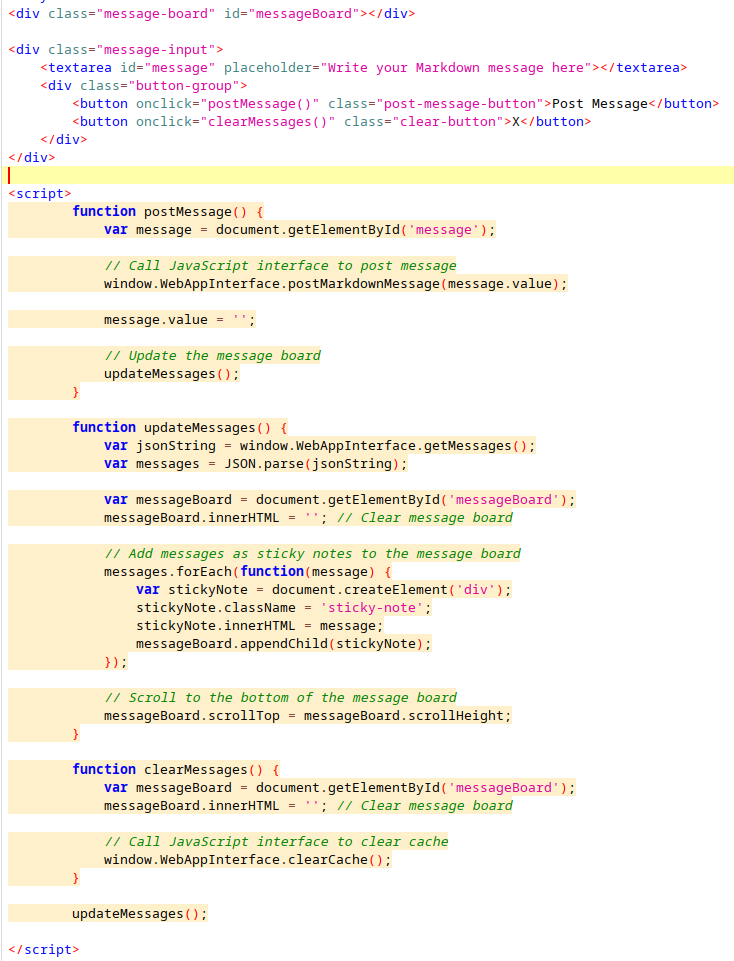 <div class="message-board" id="messageBoard"></div>

<div class="message-input">
    <textarea id="message" placeholder="Write your Markdown message here"></textarea>
    <div class="button-group">
        <button onclick="postMessage()" class="post-message-button">Post Message</button>
        <button onclick="clearMessages()" class="clear-button">X</button>
    </div>
</div>

<script>
        function postMessage() {
            var message = document.getElementById('message');

            // Call JavaScript interface to post message
            window.WebAppInterface.postMarkdownMessage(message.value);

            message.value = '';

            // Update the message board
            updateMessages();
        }

        function updateMessages() {
            var jsonString = window.WebAppInterface.getMessages();
            var messages = JSON.parse(jsonString);

            var messageBoard = document.getElementById('messageBoard');
            messageBoard.innerHTML = ''; // Clear message board

            // Add messages as sticky notes to the message board
            messages.forEach(function(message) {
                var stickyNote = document.createElement('div');
                stickyNote.className = 'sticky-note';
                stickyNote.innerHTML = message;
                messageBoard.appendChild(stickyNote);
            });

            // Scroll to the bottom of the message board
            messageBoard.scrollTop = messageBoard.scrollHeight;
        }

        function clearMessages() {
            var messageBoard = document.getElementById('messageBoard');
            messageBoard.innerHTML = ''; // Clear message board

            // Call JavaScript interface to clear cache
            window.WebAppInterface.clearCache();
        }

        updateMessages();

</script>